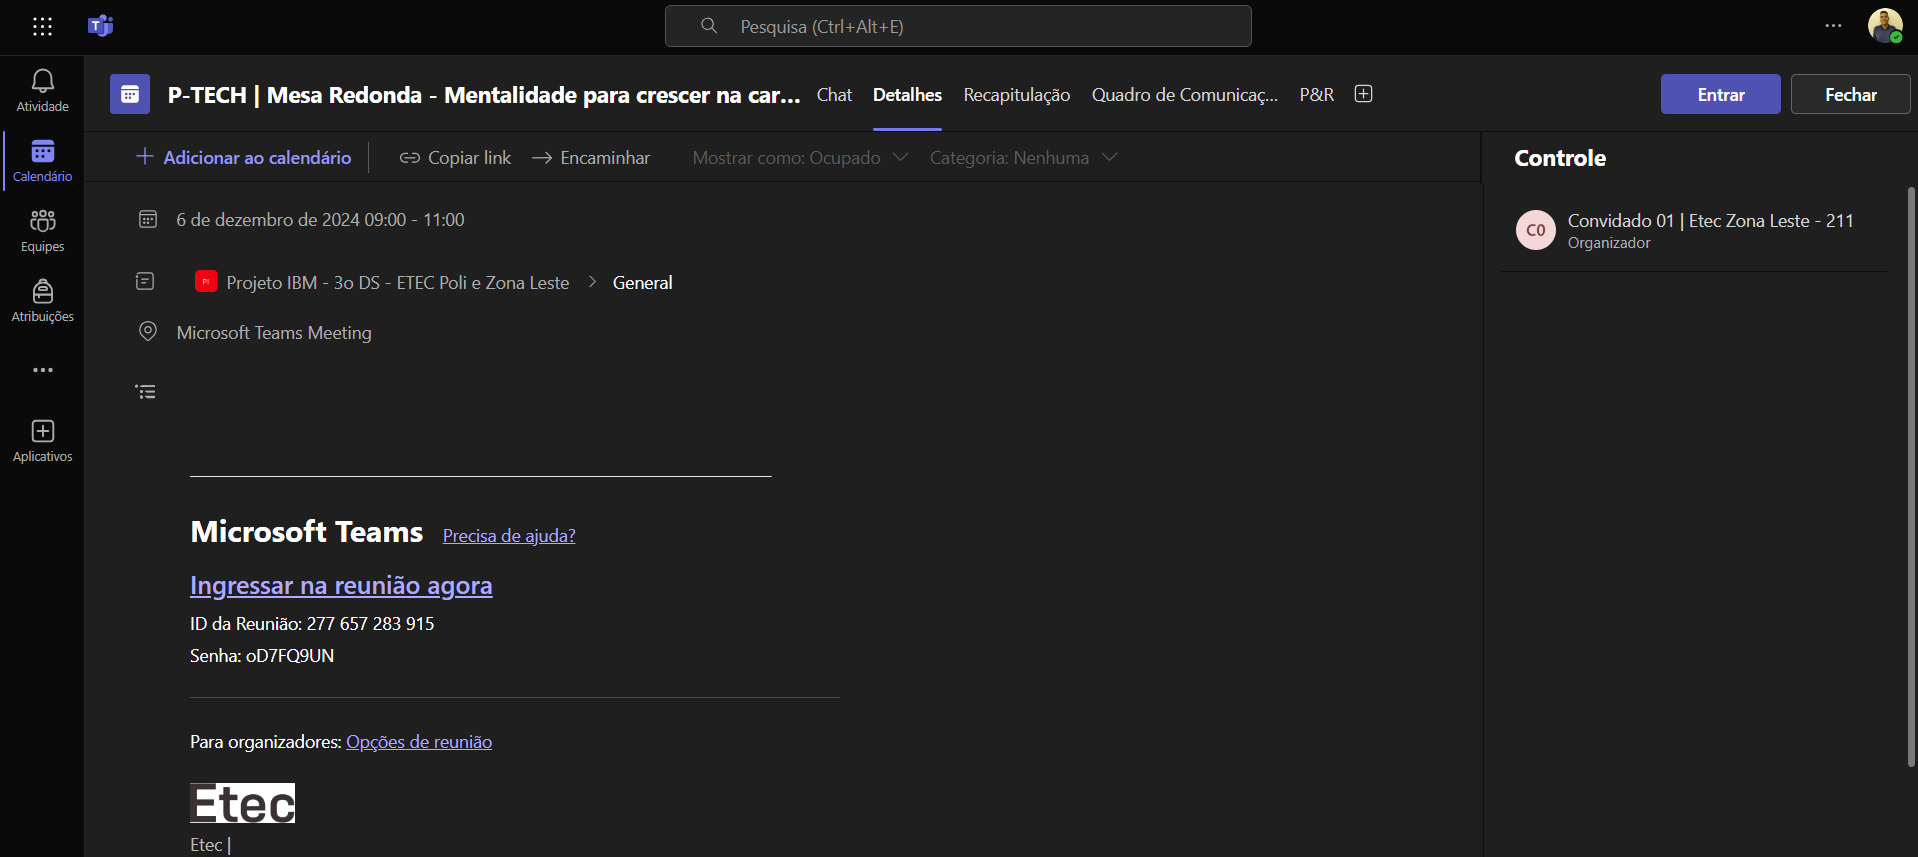 Pesquisa (Ctrl+Alt+E)
Atividade
Calendário
Equipes
Atribuições
Aplicativos
P-TECH | Mesa Redonda - Mentalidade para crescer na car...
Chat
Detalhes
Recapitulação
Quadro de Comunicaç...
P&R
Entrar
Fechar
Adicionar ao calendário
Copiar link
Encaminhar
Mostrar como: Ocupado
Categoria: Nenhuma
6 de dezembro de 2024 09:00 - 11:00
PI
Projeto IBM - 3o DS - ETEC Poli e Zona Leste > General
Microsoft Teams Meeting
Microsoft Teams Precisa de ajuda?
Ingressar na reunião agora
ID da Reunião: 277 657 283 915
Senha: oD7FQ9UN
Para organizadores: Opções de reunião
Etec
Etec |
Controle
C0
Convidado 01 | Etec Zona Leste - 211
Organizador